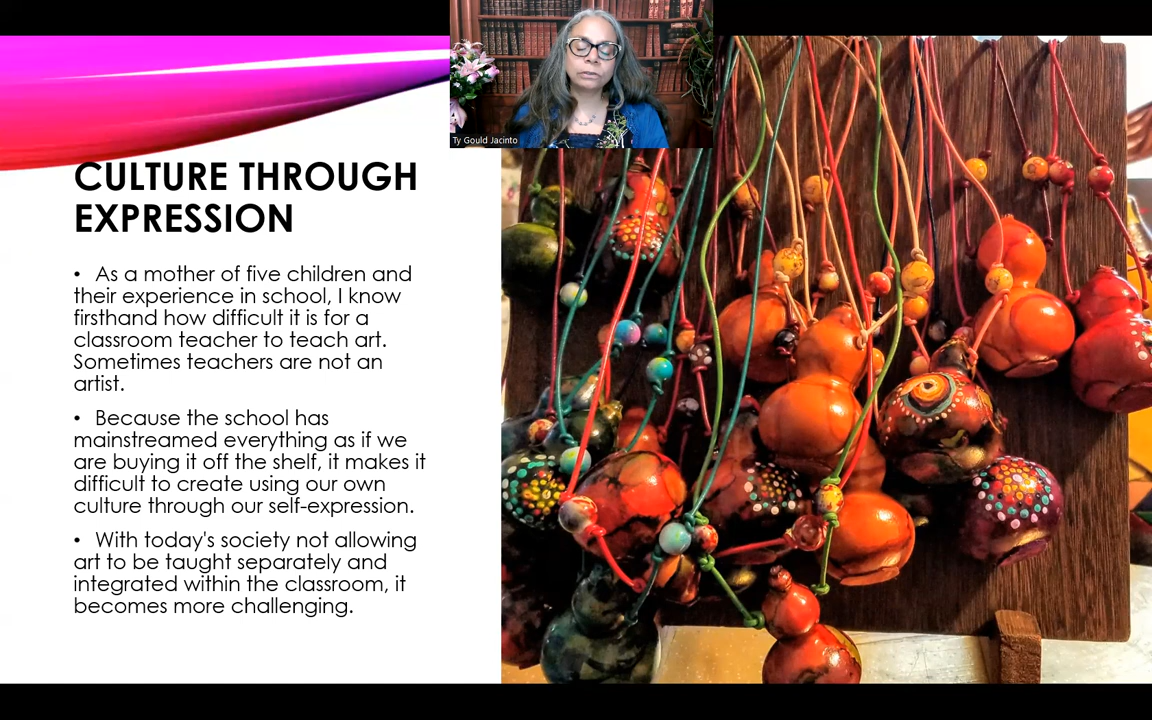 Ty Gould Jacinto
CULTURE THROUGH
EXPRESSION
• As a mother of five children and
their experience in school, I know
firsthand how difficult it is for a
classroom teacher to teach art.
Sometimes teachers are not an
artist.
• Because the school has
mainstreamed everything as if we
are buying it off the shelf, it makes it
difficult to create using our own
culture through our self-expression.
• With today's society not allowing
art to be taught separately and
integrated within the classroom, it
becomes more challenging.